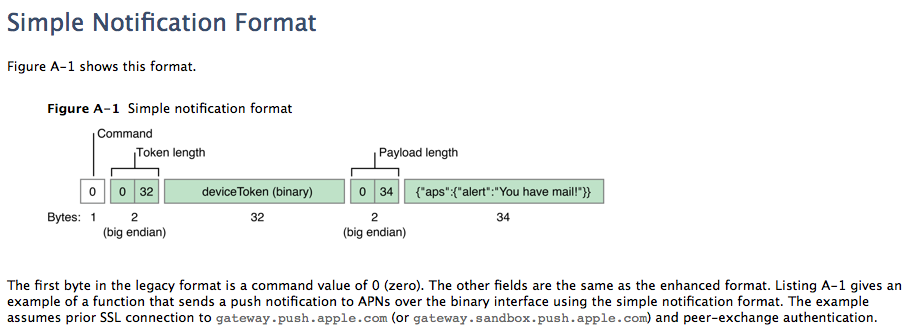 Simple Notification Format
Figure A-1 shows this format.
Figure A-1 Simple notification format
Command
Token length
Payload length
0 0 32 deviceToken (binary) 0 34 {"aps":{"alert":"You have mail!"}}
Bytes: 1 2 32 2 34
(big endian) (big endian)
The first byte in the legacy format is a command value of 0 (zero). The other fields are the same as the enhanced format. Listing A-1 gives an
example of a function that sends a push notification to APNs over the binary interface using the simple notification format. The example
assumes prior SSL connection to gateway.push.apple.com (or gateway.sandbox.push.apple.com) and peer-exchange authentication.